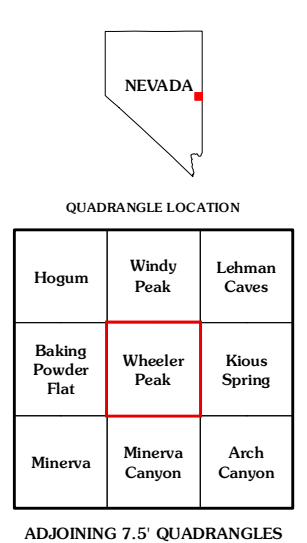 NEVADA
QUADRANGLE LOCATION
Hogum
Windy
Peak
Lehman
Caves
Baking
Powder
Flat
Wheeler
Peak
Kious
Spring
Minerva
Minerva
Canyon
Arch
Canyon
ADJOINING 7.5' QUADRANGLES